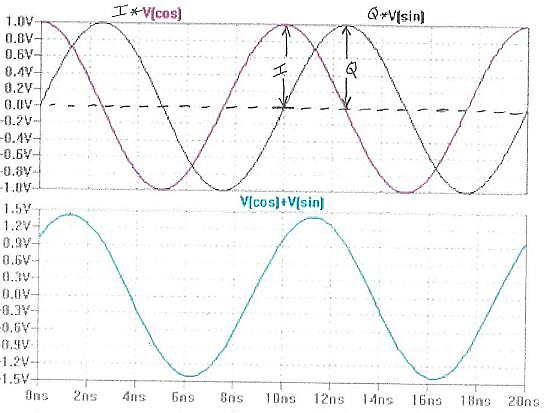 I*V(cos) Q*V(sin)
1.0V
0.8V
0.6V
0.4V
0.2V
0.0V
-0.2V
-0.4V
-0.6V
-0.8V
-1.0V
I Q
V(cos)+V(sin)
1.5V
1.2V
0.9V
0.6V
0.3V
0.0V
-0.3V
-0.6V
-0.9V
-1.2V
-1.5V
0ns 2ns 4ns 6ns 8ns 10ns 12ns 14ns 16ns 18ns 20ns